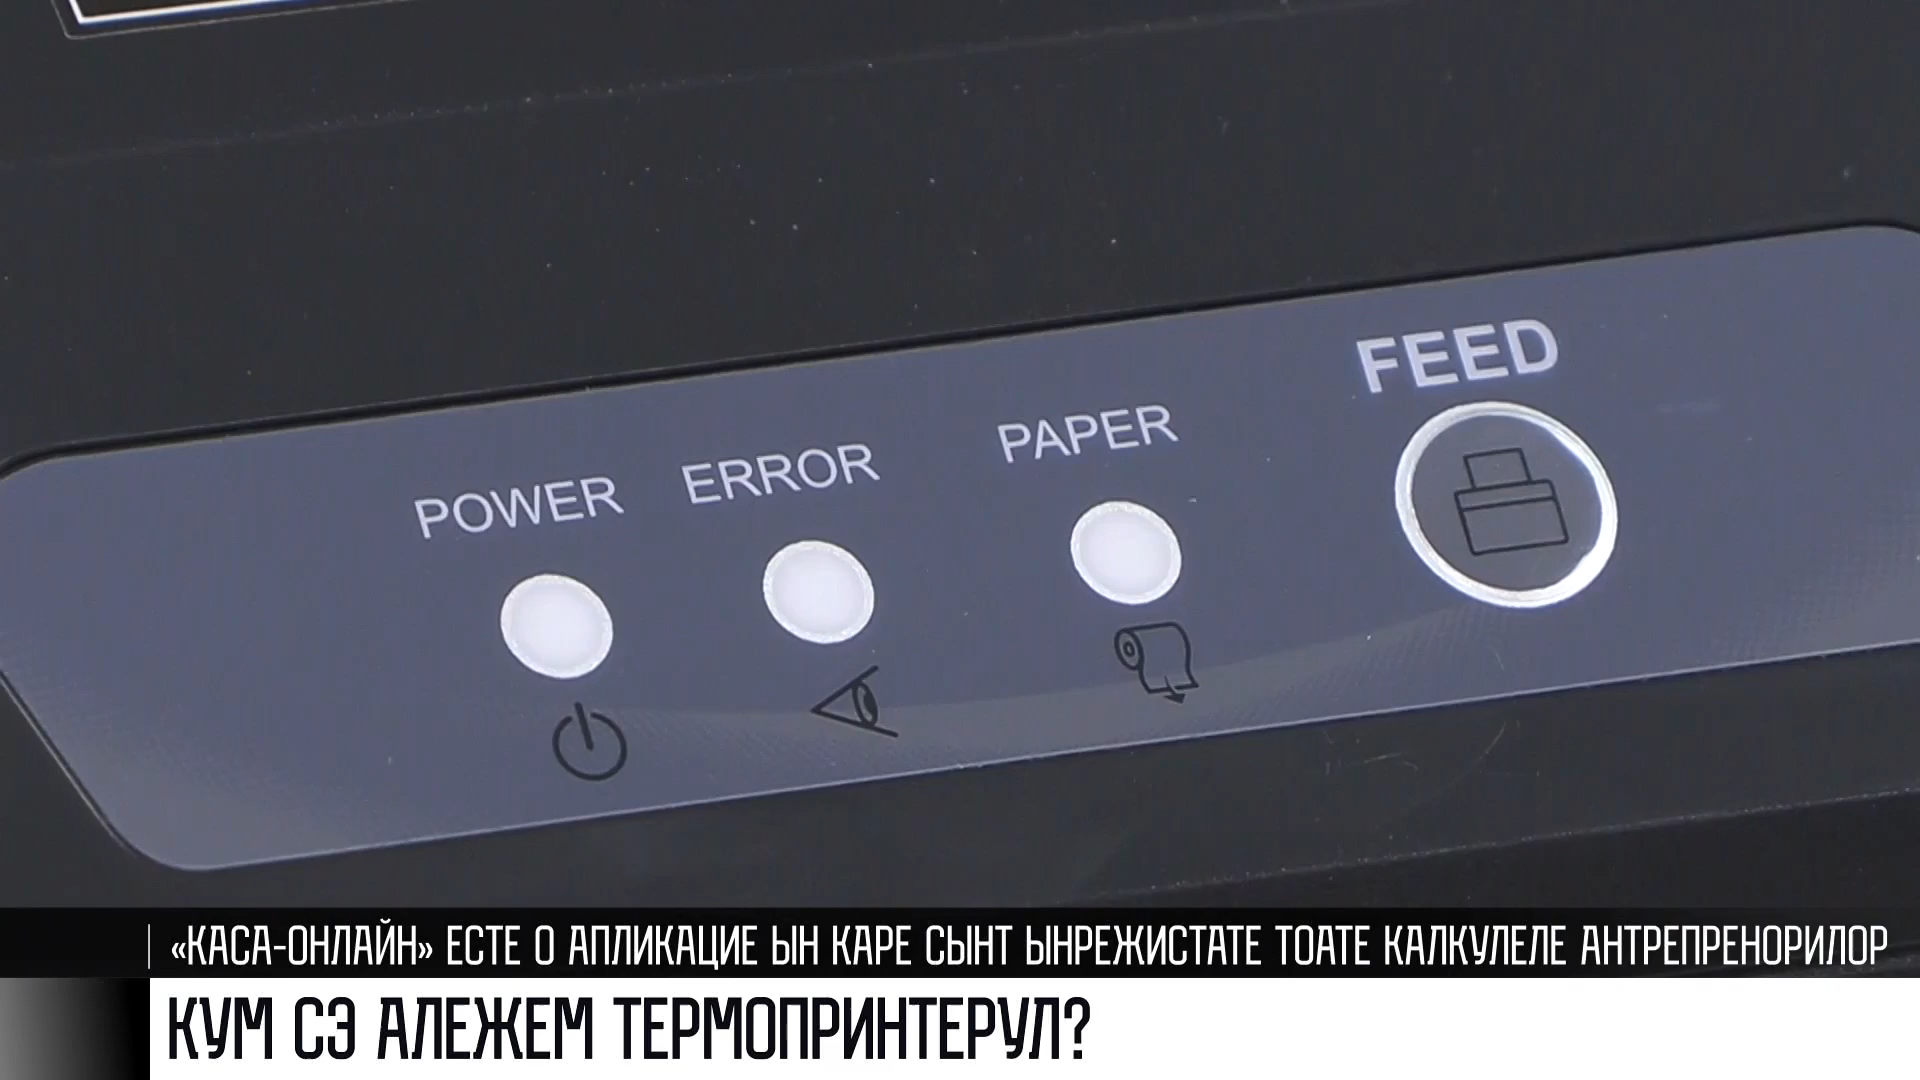 FEED
PAPER
ERROR
POWER
«КАСА-ОНЛАЙН» ЕСТЕ О АПЛИКАЦИЕ ЫН КАРЕ СЫНТ ЫНРЕЖИСТАТЕ ТОАТЕ КАЛКУЛЕЛЕ АНТРЕПРЕНОРИЛОР
КУМ СЭ АЛЕЖЕМ ТЕРМОПРИНТЕРУЛ?